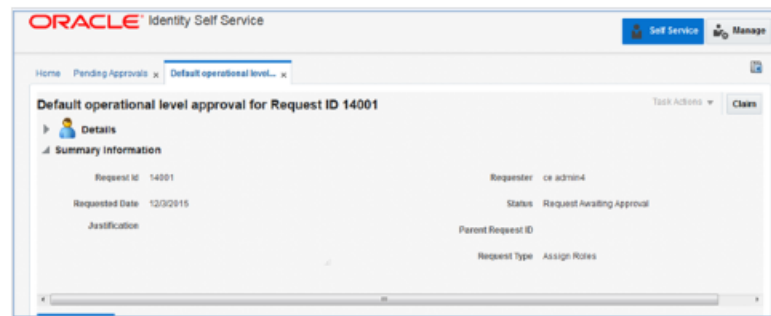 ORACLE Identity Self Service
Self Service Manage
Home Pending Approvals x Default operational level... x
Default operational level approval for Request ID 14001
Task Actions Claim
Details
Summary Information
Request Id 14001 Requester ce admin4
Requested Date 12/3/2015 Status Request Awaiting Approval
Justification Parent Request ID
Request Type Assign Roles